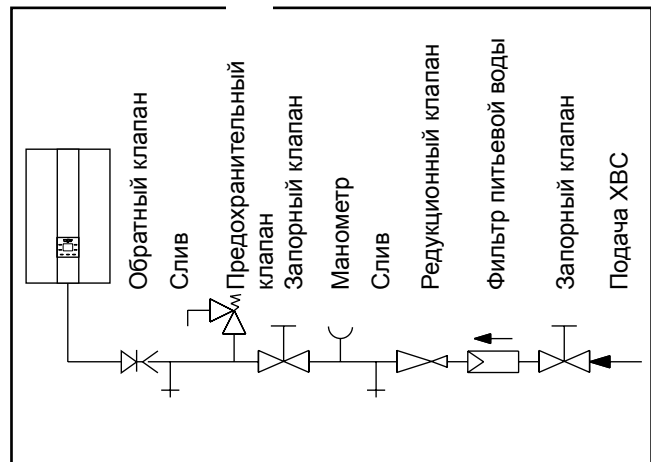 Обратный клапан
Слив
Предохранительный
клапан
Запорный клапан
Манометр
Слив
Редукционный клапан
Фильтр питьевой воды
Запорный клапан
Подача ХВС